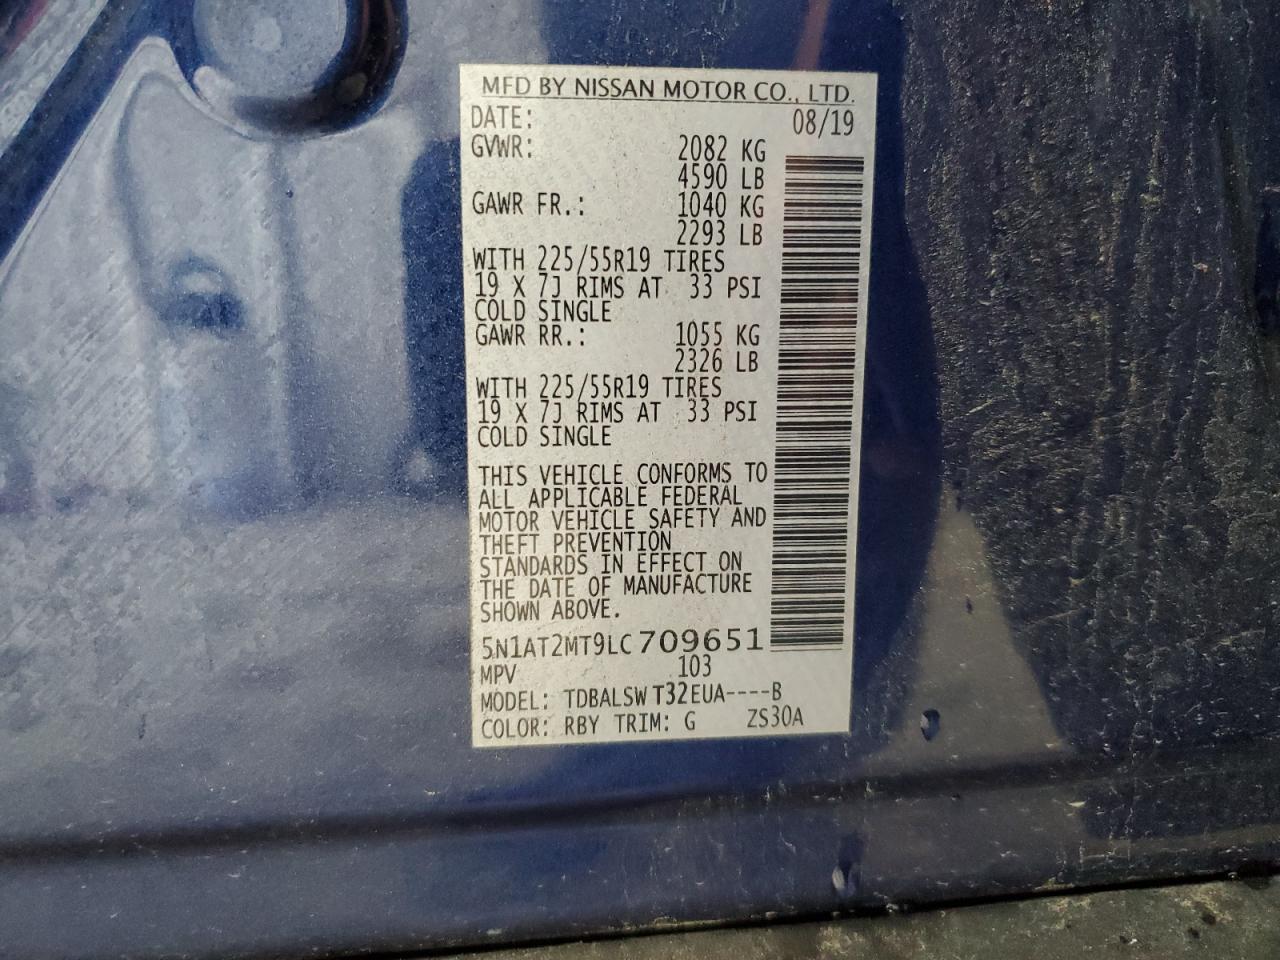 MFD BY NISSAN MOTOR CO., LTD.
DATE: 08/19
GVWR: 2082 KG
4590 LB
GAWR FR.: 1040 KG
2293 LB
WITH 225/55R19 TIRES
19 X 7J RIMS AT 33 PSI
COLD SINGLE
GAWR RR.: 1055 KG
2326 LB
WITH 225/55R19 TIRES
19 X 7J RIMS AT 33 PSI
COLD SINGLE
THIS VEHICLE CONFORMS TO
ALL APPLICABLE FEDERAL
MOTOR VEHICLE SAFETY AND
THEFT PREVENTION
STANDARDS IN EFFECT ON
THE DATE OF MANUFACTURE
SHOWN ABOVE.
5N1AT2MT9LC709651
MPV 103
MODEL: TDBALSWT32EUA----B
COLOR: RBY TRIM: G ZS30A